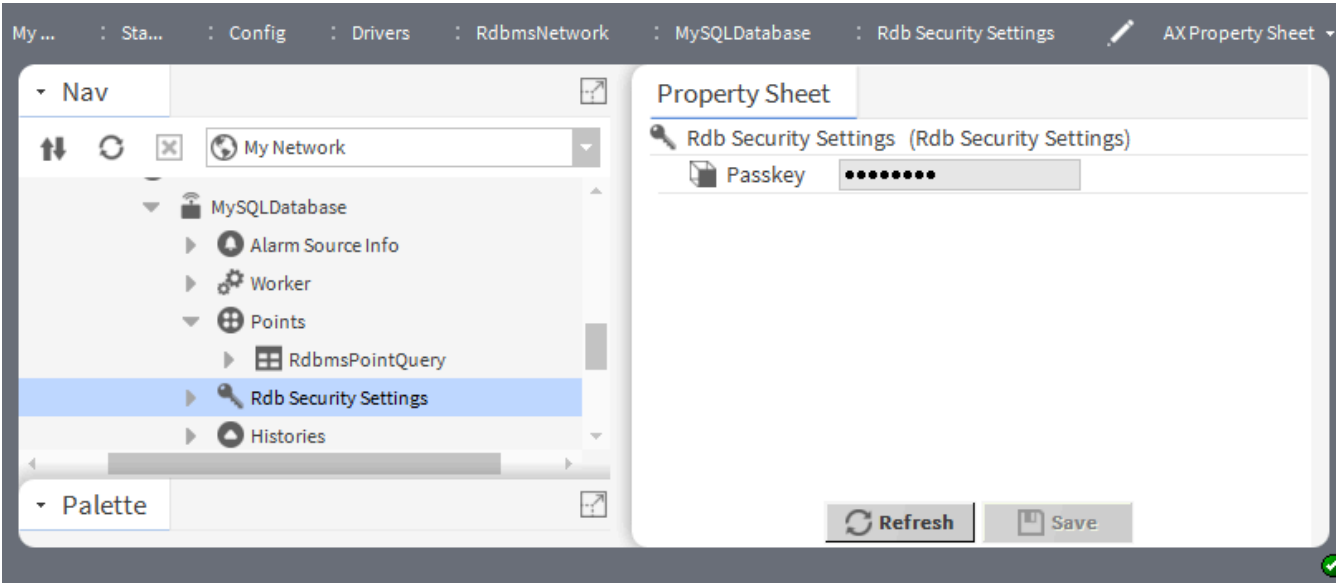 My ... : Sta... : Config : Drivers : RdbmsNetwork : MySQLDatabase : Rdb Security Settings AX Property Sheet
Nav
My Network
MySQLDatabase
Alarm Source Info
Worker
Points
RdbmsPointQuery
Rdb Security Settings
Histories
Palette
Property Sheet
Rdb Security Settings (Rdb Security Settings)
Passkey ••••••••
Refresh Save